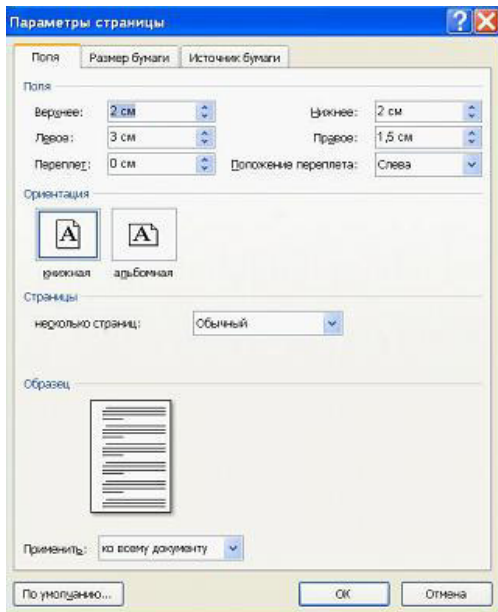 Параметры страницы
Поля Размер бумаги Источник бумаги
Поля
Верхнее: 2 см Нижнее: 2 см
Левое: 3 см Правое: 1,5 см
Переплет: 0 см Положение переплета: Слева
Ориентация
A A
книжная альбомная
Страницы
несколько страниц: Обычный
Образец
Применить: ко всему документу
По умолчанию... ОК Отмена